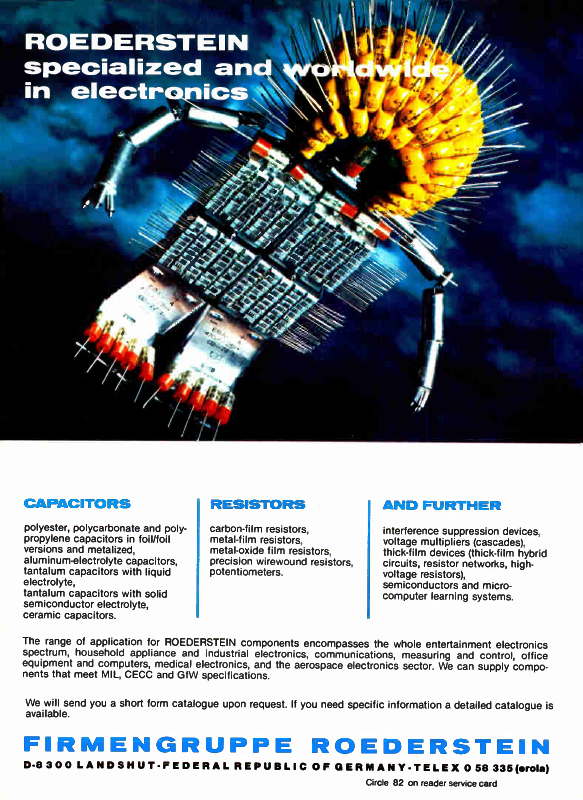 ROEDERSTEIN
specialized and worldwide
in electronics
CAPACITORS
polyester, polycarbonate and poly-
propylene capacitors in foil/foil
versions and metalized,
aluminum-electrolyte capacitors,
tantalum capacitors with liquid
electrolyte,
tantalum capacitors with solid
semiconductor electrolyte,
ceramic capacitors.
RESISTORS
carbon-film resistors,
metal-film resistors,
metal-oxide film resistors,
precision wirewound resistors,
potentiometers.
AND FURTHER
interference suppression devices,
voltage multipliers (cascades),
thick-film devices (thick-film hybrid
circuits, resistor networks, high-
voltage resistors),
semiconductors and micro-
computer learning systems.
The range of application for ROEDERSTEIN components encompasses the whole entertainment electronics
spectrum, household appliance and industrial electronics, communications, measuring and control, office
equipment and computers, medical electronics, and the aerospace electronics sector. We can supply compo-
nents that meet MIL, CECC and GfW specifications.
We will send you a short form catalogue upon request. If you need specific information a detailed catalogue is
available.
FIRMENGRUPPE ROEDERSTEIN
D-8300 LANDSHUT-FEDERAL REPUBLIC OF GERMANY-TELEX 0 58 335 (erola)
Circle 82 on reader service card